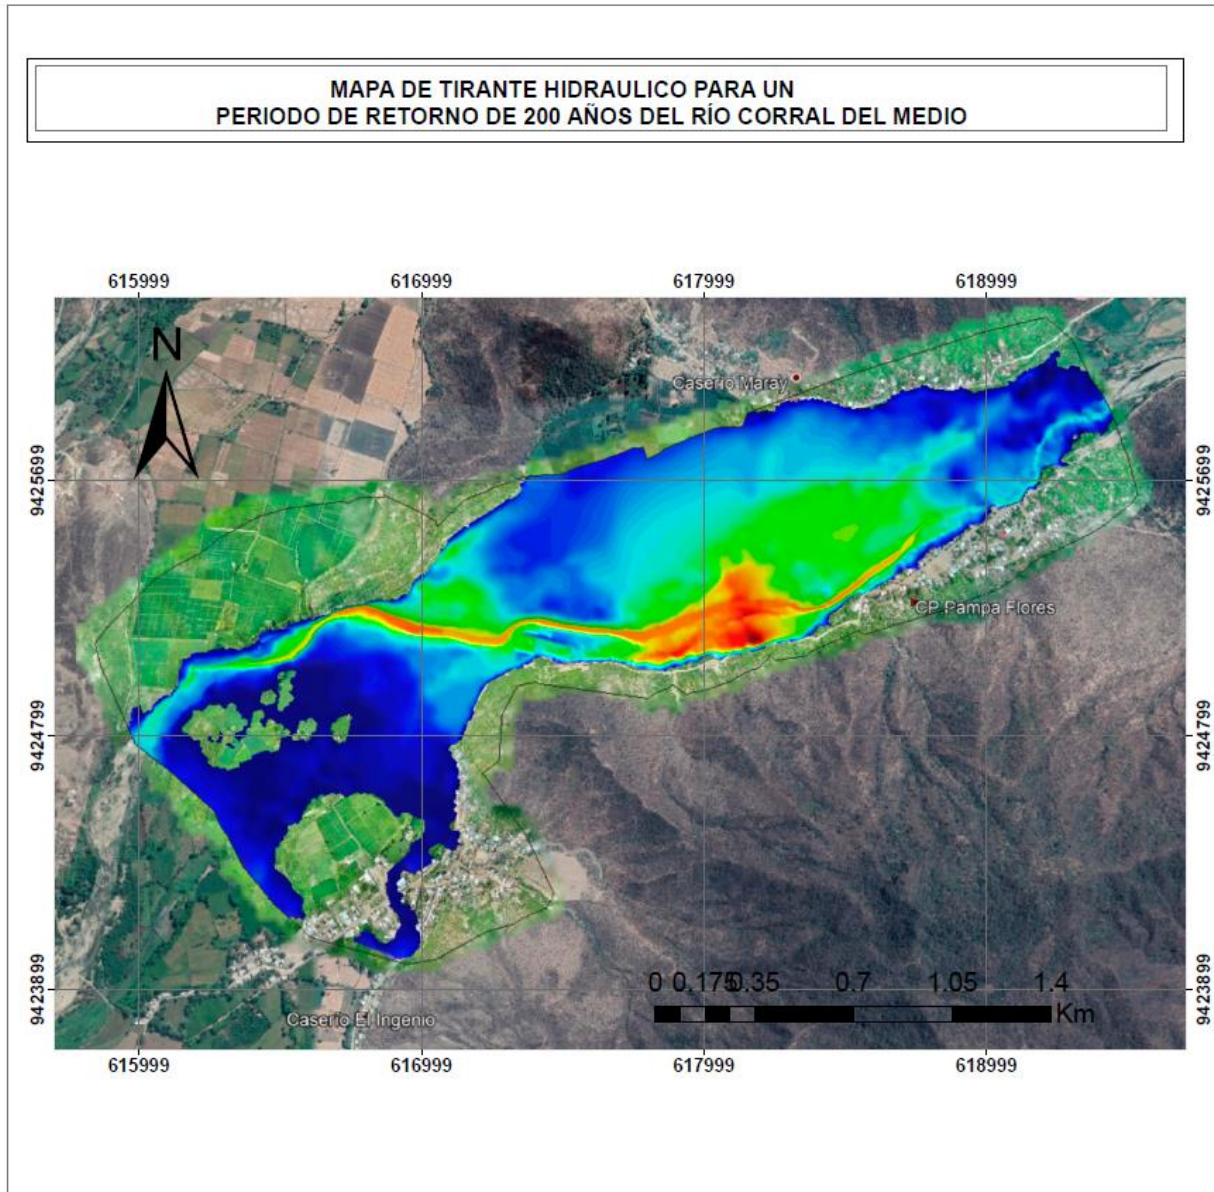 MAPA DE TIRANTE HIDRAULICO PARA UN
PERIODO DE RETORNO DE 200 AÑOS DEL RÍO CORRAL DEL MEDIO
615999 616999 617999 618999
N
Caserio Maray
9425699 9425699
CP Pampa Flores
9424799 9424799
0 0.175 0.35 0.7 1.05 1.4
Km
9423899 9423899
Caserio El Ingenio
615999 616999 617999 618999